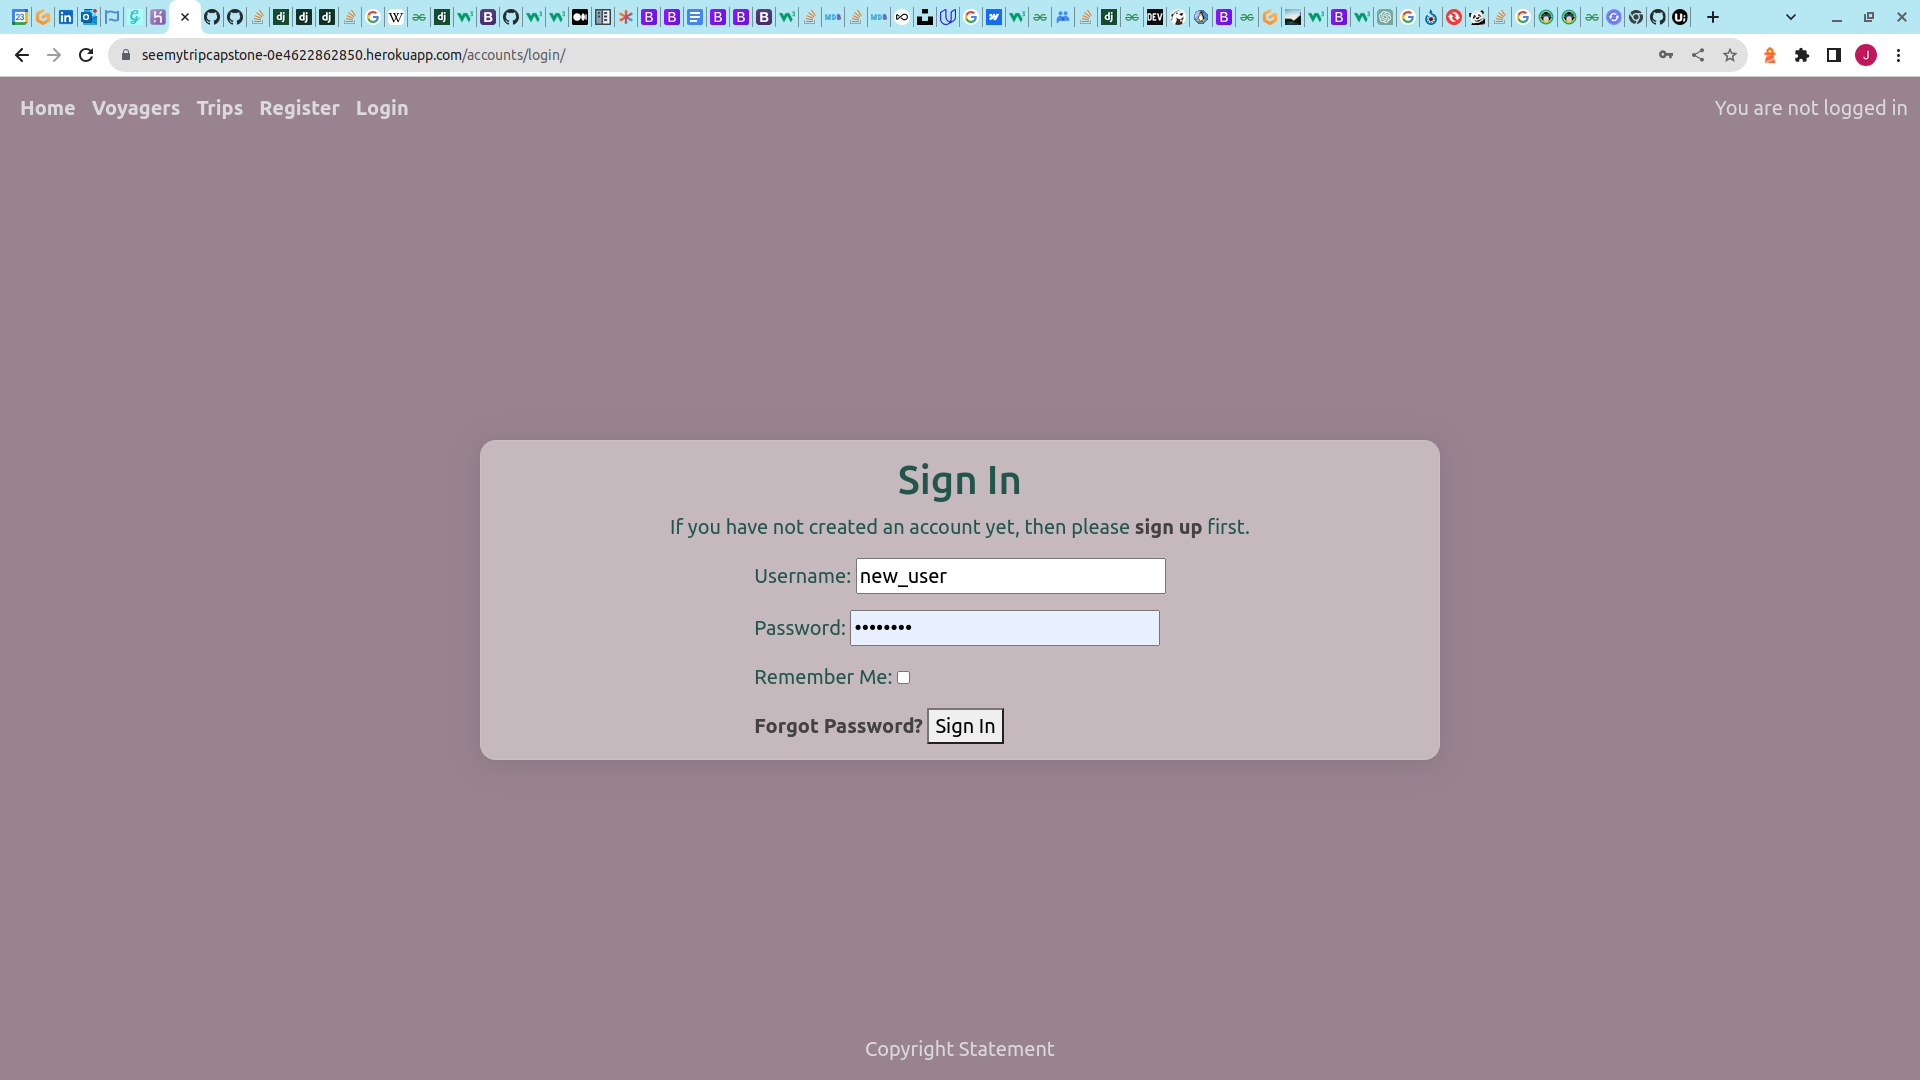 seemytripcapstone-0e4622862850.herokuapp.com/accounts/login/
J
Home Voyagers Trips Register Login
You are not logged in
Sign In
If you have not created an account yet, then please sign up first.
Username: new_user
Password: ••••••••
Remember Me:
Forgot Password? Sign In
Copyright Statement